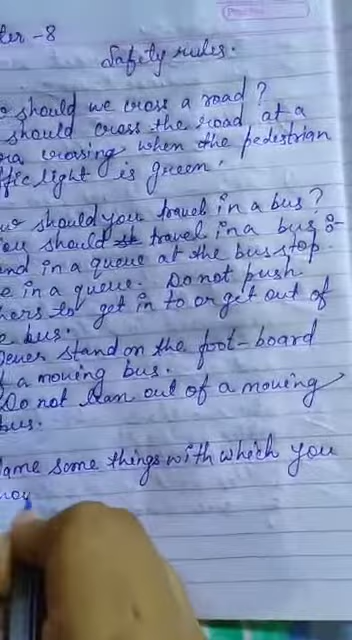 ter - 8
Safety rules.
should we cross a road ?
should cross the road at a
ra crossing when the pedestrian
ffic light is green.
should you travel in a bus ?
ou should travel in a bus :-
and in a queue at the bus stop.
e in a queue. Do not push
hers to get in to or get out of
e bus.
Never stand on the foot-board
f a moving bus.
Do not lean out of a moving
bus.
Name some things with which you